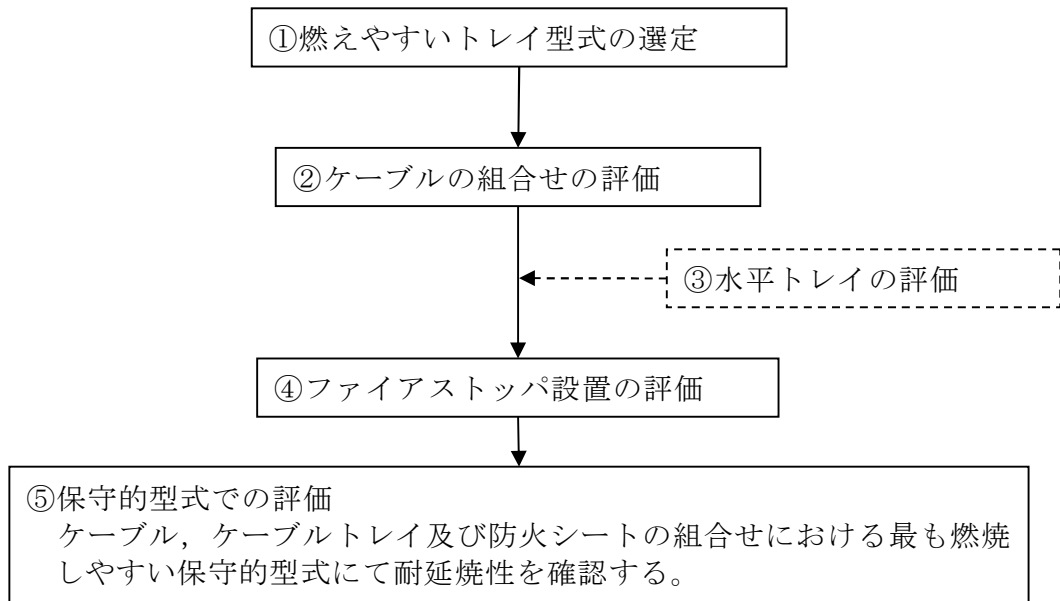 ①燃えやすいトレイ型式の選定
②ケーブルの組合せの評価
③水平トレイの評価
④ファイアストッパ設置の評価
⑤保守的型式での評価
ケーブル，ケーブルトレイ及び防火シートの組合せにおける最も燃焼
しやすい保守的型式にて耐延焼性を確認する。